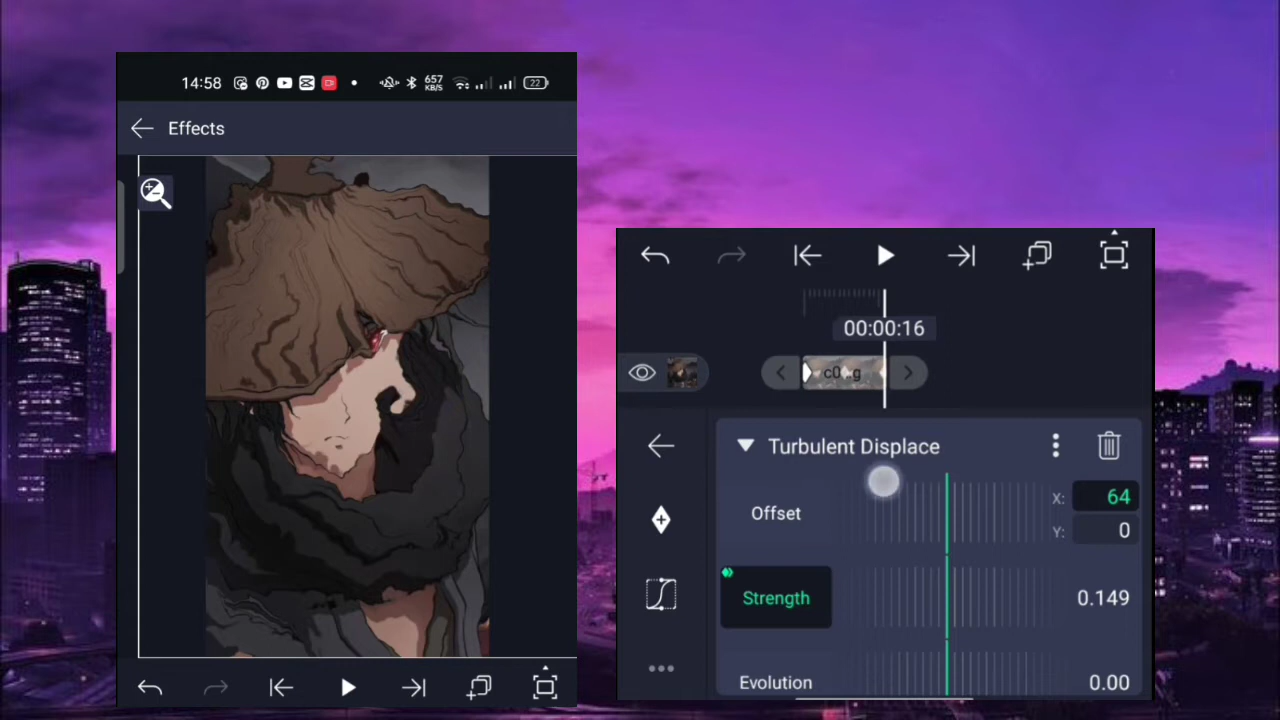 14:58
657
KB/S
22
Effects
00:00:16
c0...g
Turbulent Displace
Offset
X: 64
Y: 0
Strength
0.149
Evolution
0.00